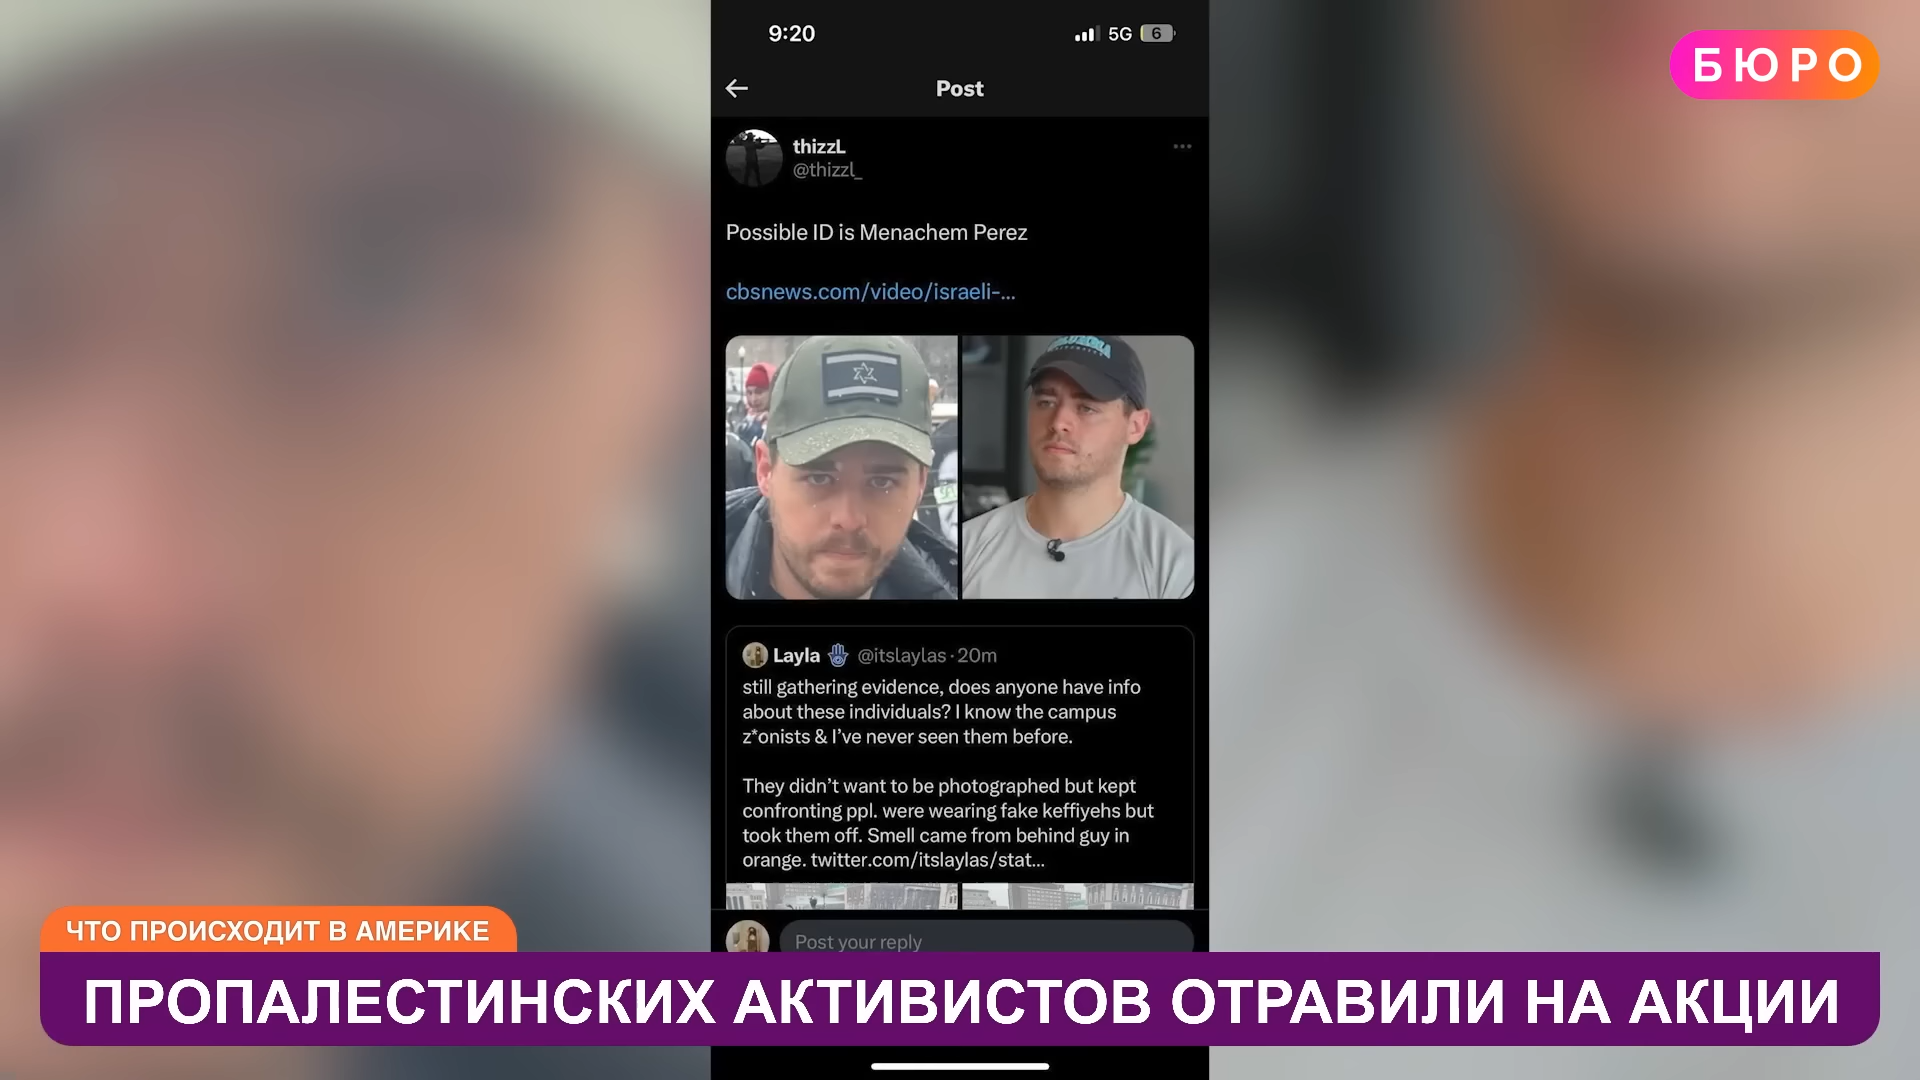 9:20
5G
6
БЮРО
Post
thizzL
@thizzl_
Possible ID is Menachem Perez
cbsnews.com/video/israeli-...
Layla @itslaylas · 20m
still gathering evidence, does anyone have info
about these individuals? I know the campus
z*onists & I've never seen them before.
They didn't want to be photographed but kept
confronting ppl. were wearing fake keffiyehs but
took them off. Smell came from behind guy in
orange. twitter.com/itslaylas/stat...
Post your reply
ЧТО ПРОИСХОДИТ В АМЕРИКЕ
ПРОПАЛЕСТИНСКИХ АКТИВИСТОВ ОТРАВИЛИ НА АКЦИИ